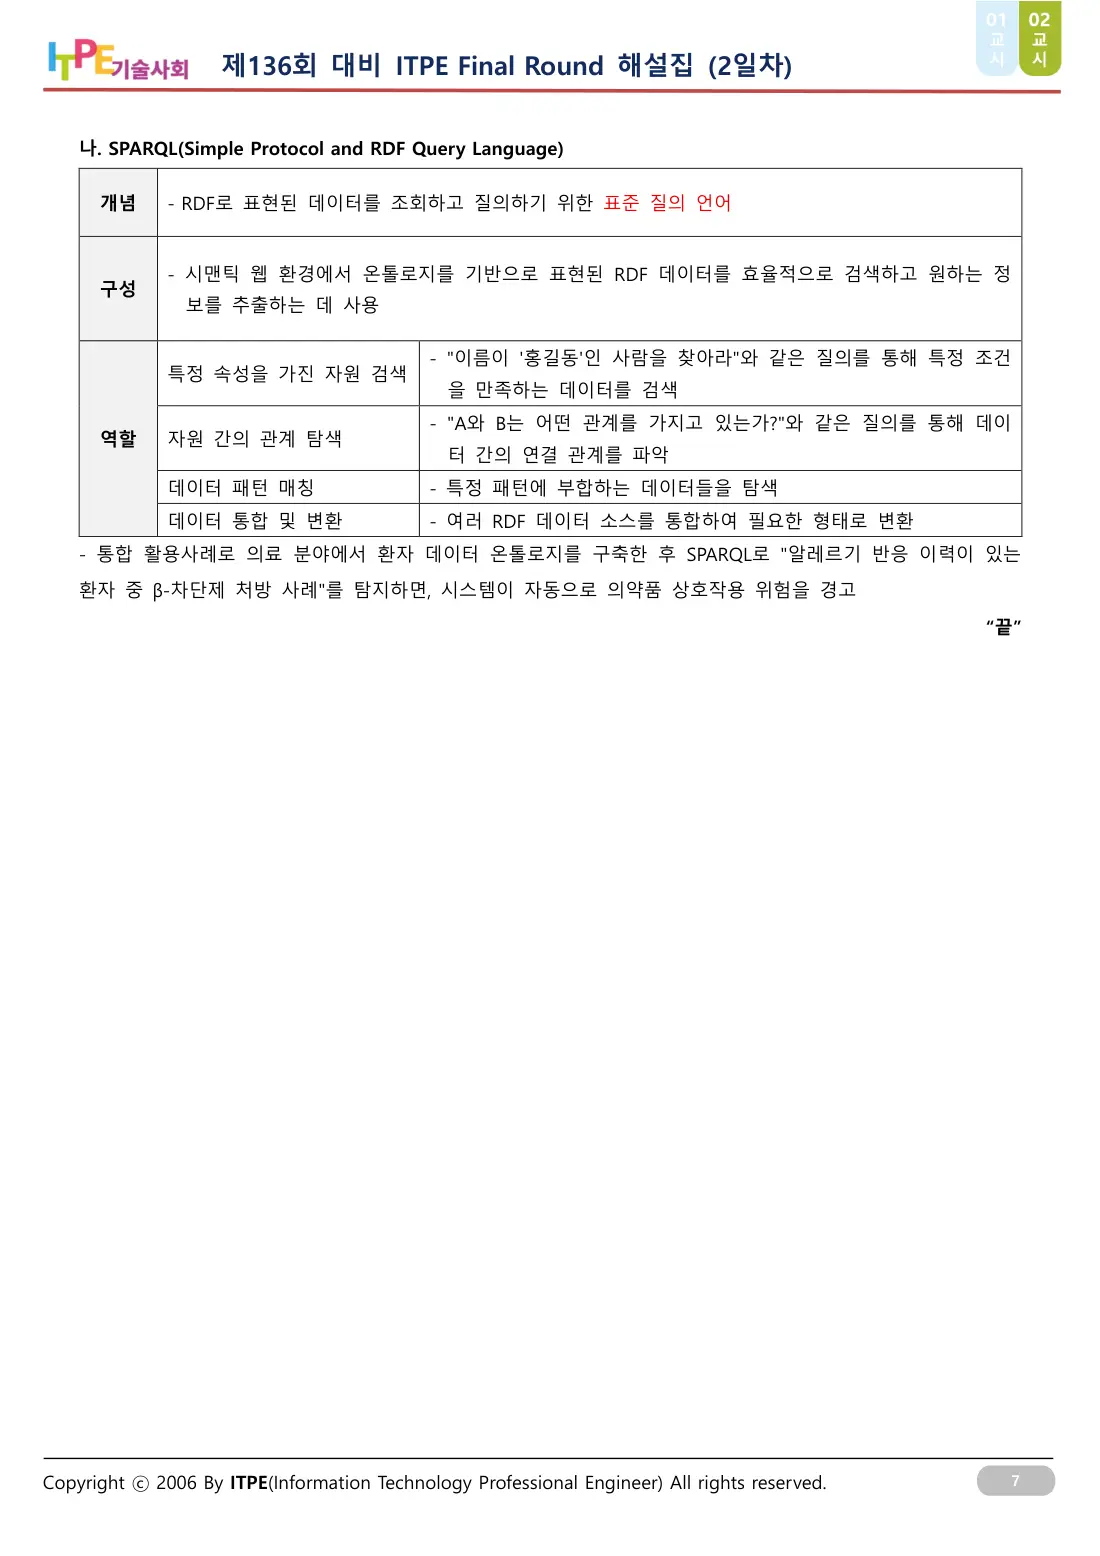 ITPE기술사회 제136회 대비 ITPE Final Round 해설집 (2일차)
01 교시
02 교시
나. SPARQL(Simple Protocol and RDF Query Language)
개념
- RDF로 표현된 데이터를 조회하고 질의하기 위한 표준 질의 언어
구성
- 시맨틱 웹 환경에서 온톨로지를 기반으로 표현된 RDF 데이터를 효율적으로 검색하고 원하는 정
보를 추출하는 데 사용
역할
특정 속성을 가진 자원 검색
- "이름이 '홍길동'인 사람을 찾아라"와 같은 질의를 통해 특정 조건
을 만족하는 데이터를 검색
자원 간의 관계 탐색
- "A와 B는 어떤 관계를 가지고 있는가?"와 같은 질의를 통해 데이
터 간의 연결 관계를 파악
데이터 패턴 매칭
- 특정 패턴에 부합하는 데이터들을 탐색
데이터 통합 및 변환
- 여러 RDF 데이터 소스를 통합하여 필요한 형태로 변환
- 통합 활용사례로 의료 분야에서 환자 데이터 온톨로지를 구축한 후 SPARQL로 "알레르기 반응 이력이 있는
환자 중 β-차단제 처방 사례"를 탐지하면, 시스템이 자동으로 의약품 상호작용 위험을 경고
“끝”
Copyright ⓒ 2006 By ITPE(Information Technology Professional Engineer) All rights reserved.
7